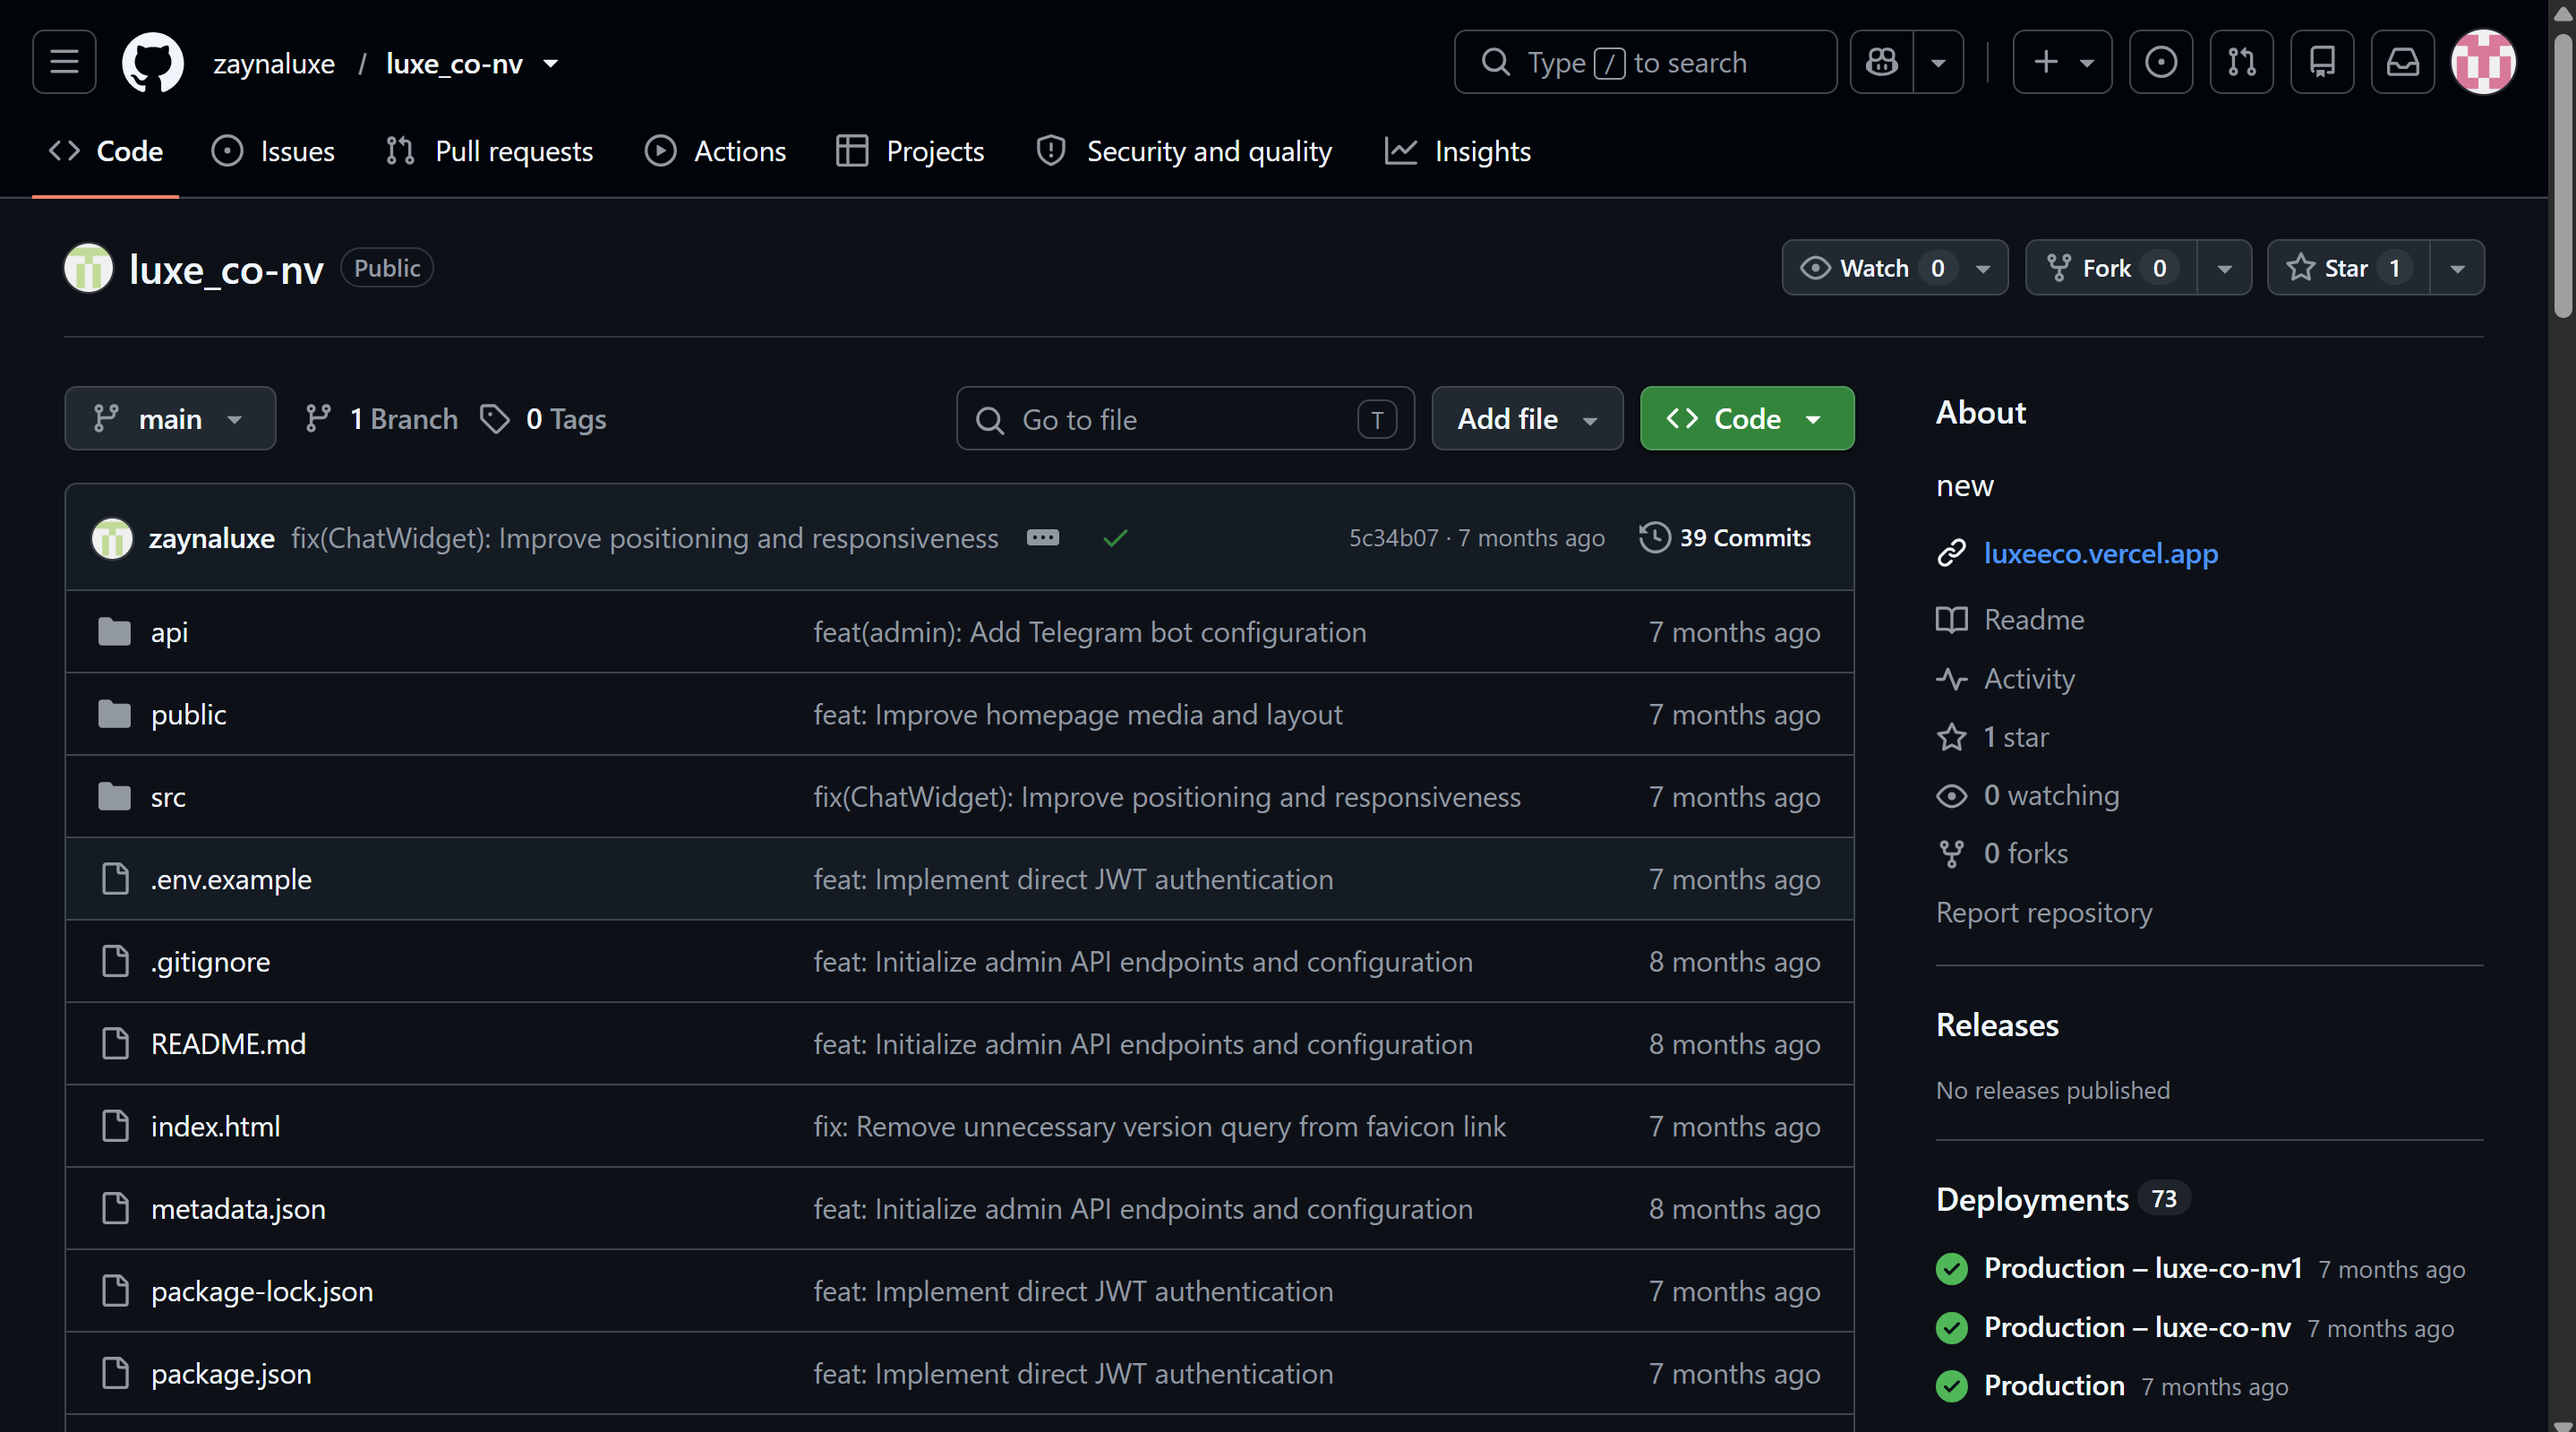 zaynaluxe / luxe_co-nv
Type / to search
Code
Issues
Pull requests
Actions
Projects
Security and quality
Insights
luxe_co-nv Public
Watch 0
Fork 0
Star 1
main
1 Branch
0 Tags
Go to file T
Add file
Code
zaynaluxe fix(ChatWidget): Improve positioning and responsiveness 5c34b07 · 7 months ago 39 Commits
api feat(admin): Add Telegram bot configuration 7 months ago
public feat: Improve homepage media and layout 7 months ago
src fix(ChatWidget): Improve positioning and responsiveness 7 months ago
.env.example feat: Implement direct JWT authentication 7 months ago
.gitignore feat: Initialize admin API endpoints and configuration 8 months ago
README.md feat: Initialize admin API endpoints and configuration 8 months ago
index.html fix: Remove unnecessary version query from favicon link 7 months ago
metadata.json feat: Initialize admin API endpoints and configuration 8 months ago
package-lock.json feat: Implement direct JWT authentication 7 months ago
package.json feat: Implement direct JWT authentication 7 months ago
About
new
luxeeco.vercel.app
Readme
Activity
1 star
0 watching
0 forks
Report repository
Releases
No releases published
Deployments 73
Production – luxe-co-nv1 7 months ago
Production – luxe-co-nv 7 months ago
Production 7 months ago